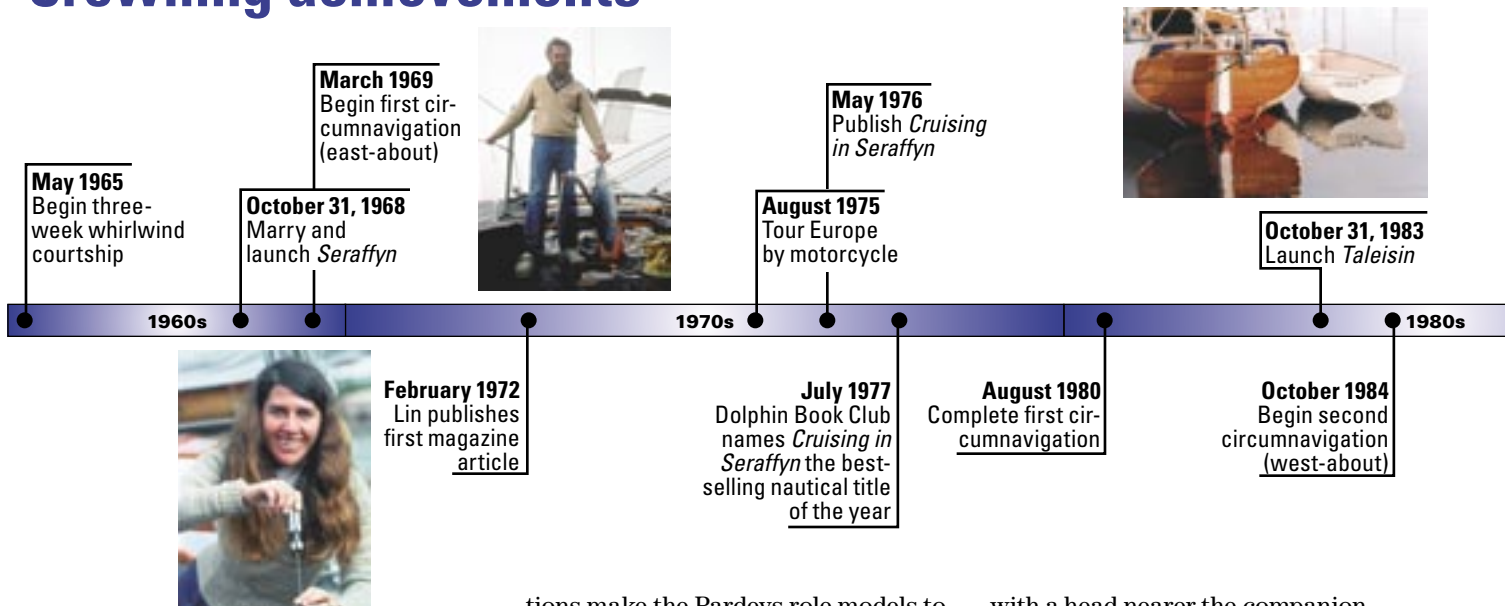 Crowning achievements
March 1969
Begin first cir-
cumnavigation
(east-about)
May 1965
Begin three-
week whirlwind
courtship
October 31, 1968
Marry and
launch Seraffyn
May 1976
Publish Cruising
in Seraffyn
August 1975
Tour Europe
by motorcycle
October 31, 1983
Launch Taleisin
1960s
1970s
1980s
February 1972
Lin publishes
first magazine
article
July 1977
Dolphin Book Club
names Cruising in
Seraffyn the best-
selling nautical title
of the year
August 1980
Complete first cir-
cumnavigation
October 1984
Begin second
circumnavigation
(west-about)
tions make the Pardeys role models to
with a head nearer the companion